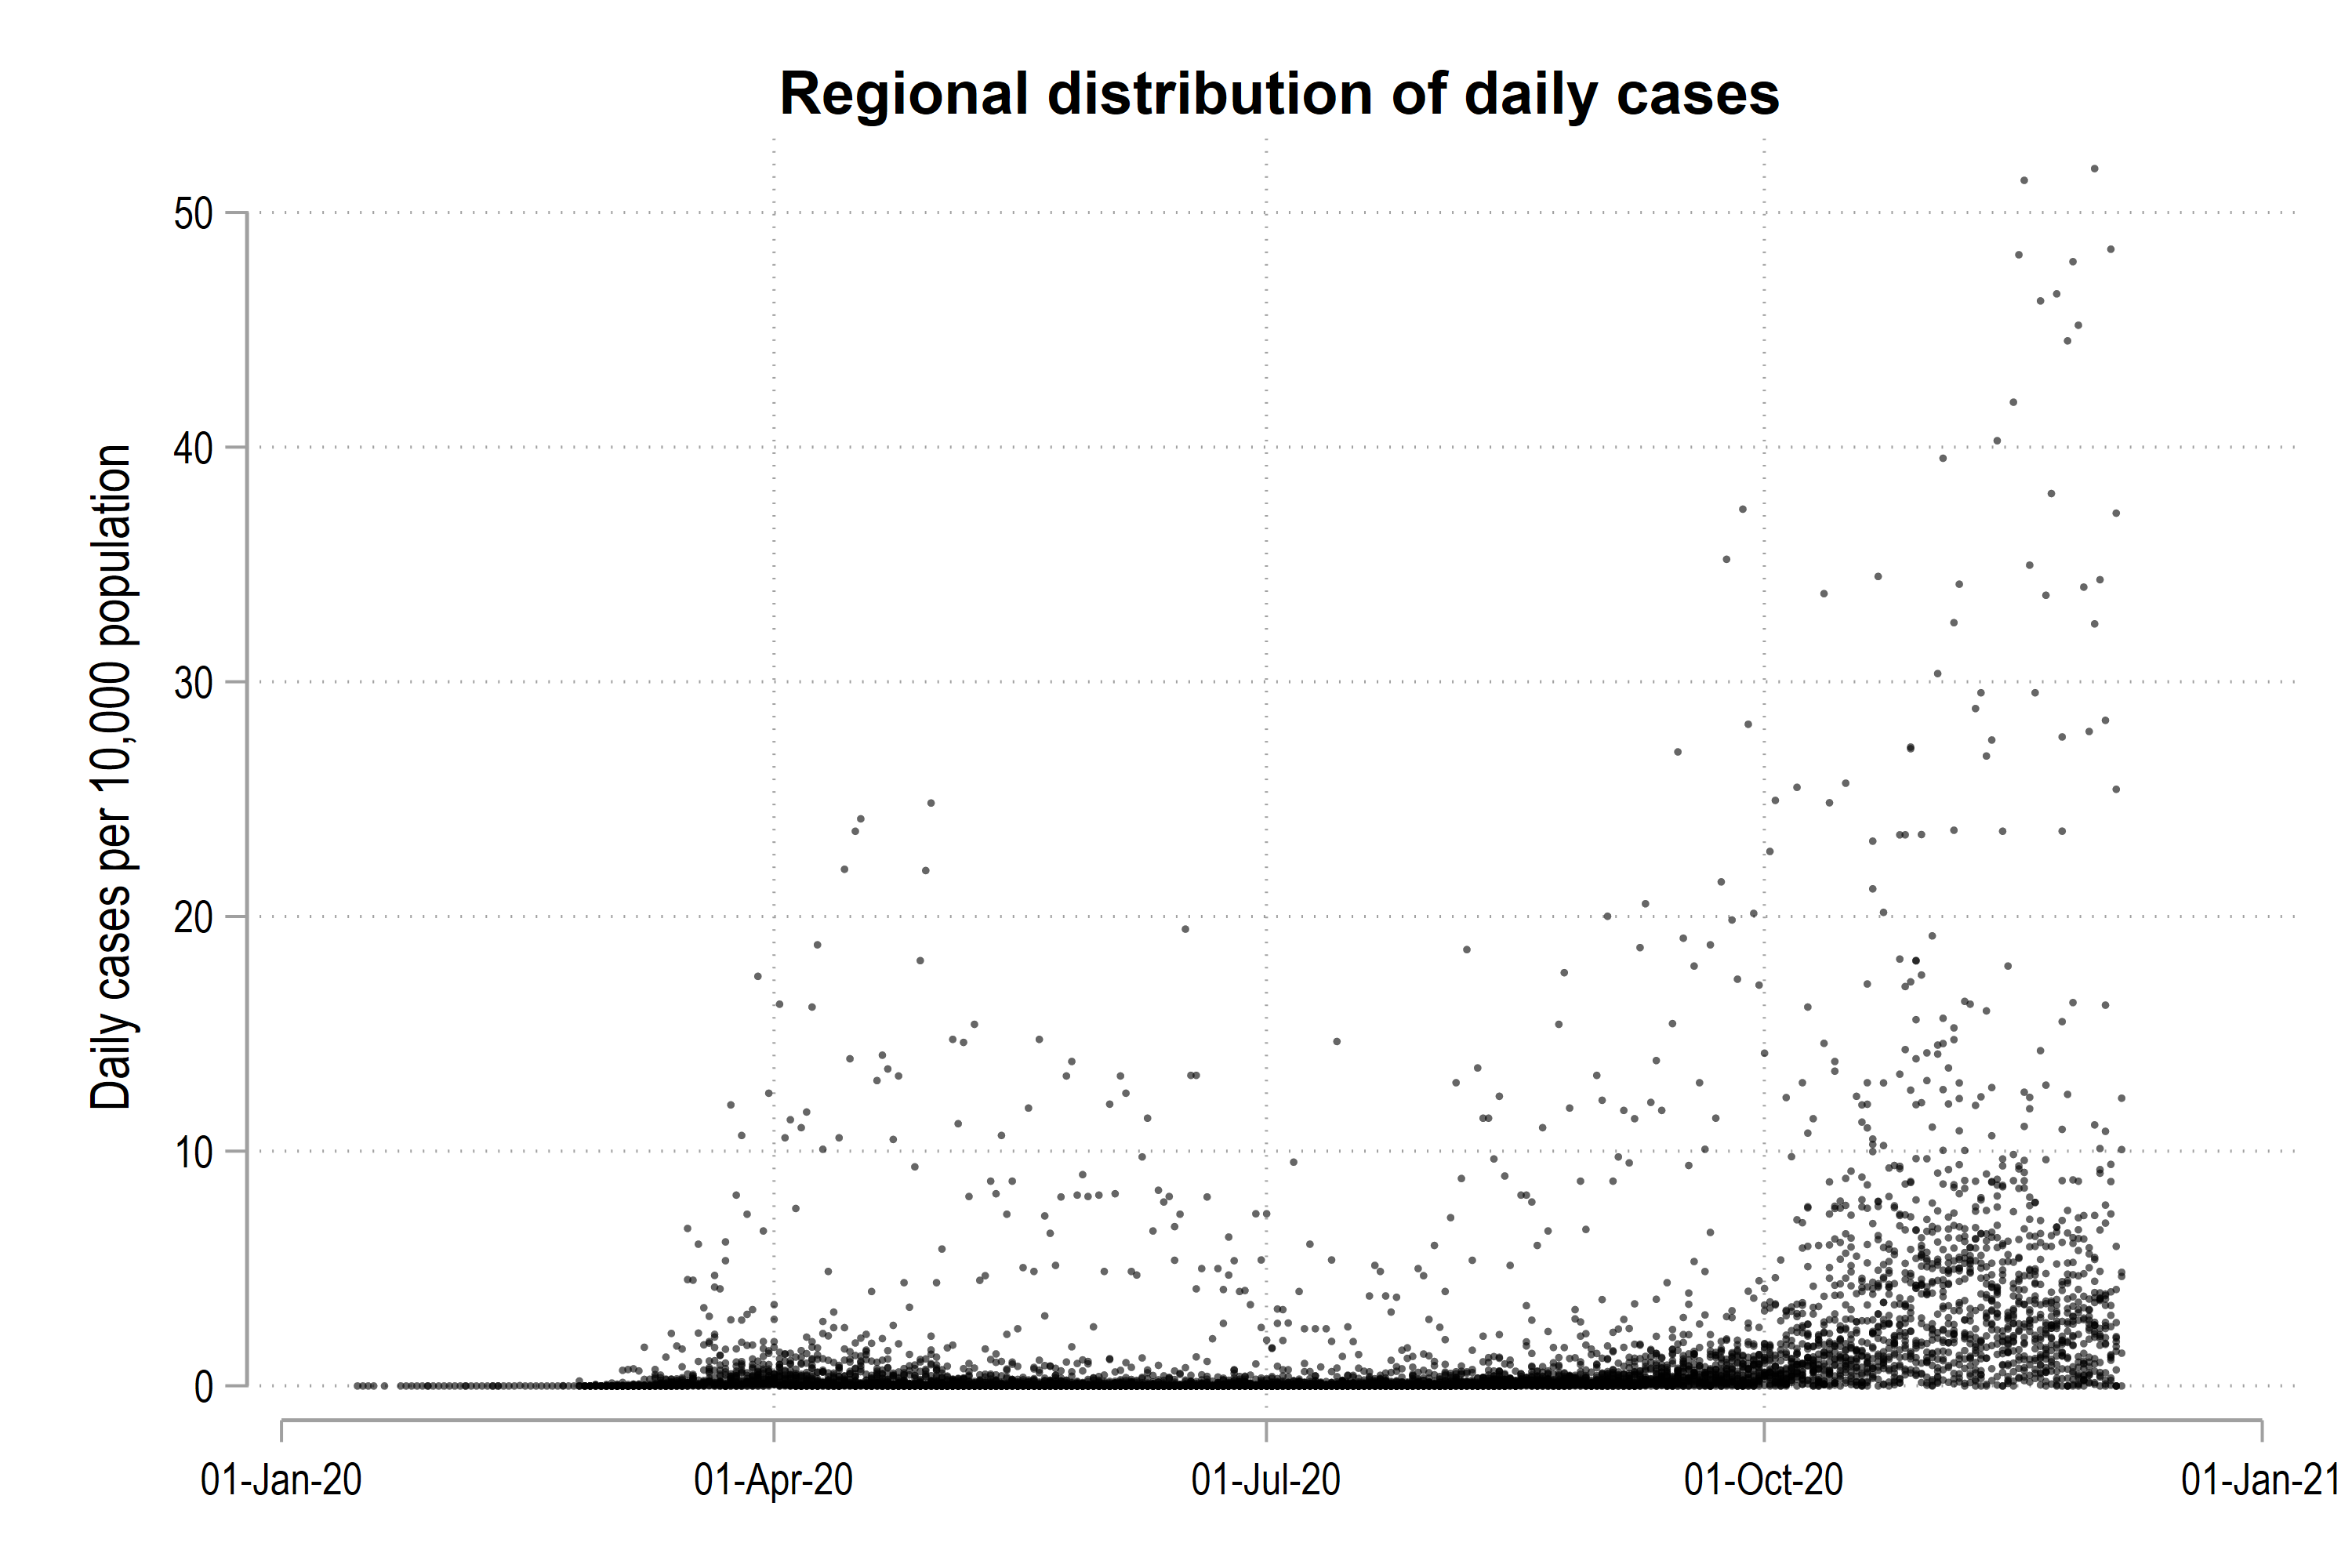 Regional distribution of daily cases
Daily cases per 10,000 population
50
40
30
20
10
0
01-Jan-20
01-Apr-20
01-Jul-20
01-Oct-20
01-Jan-21